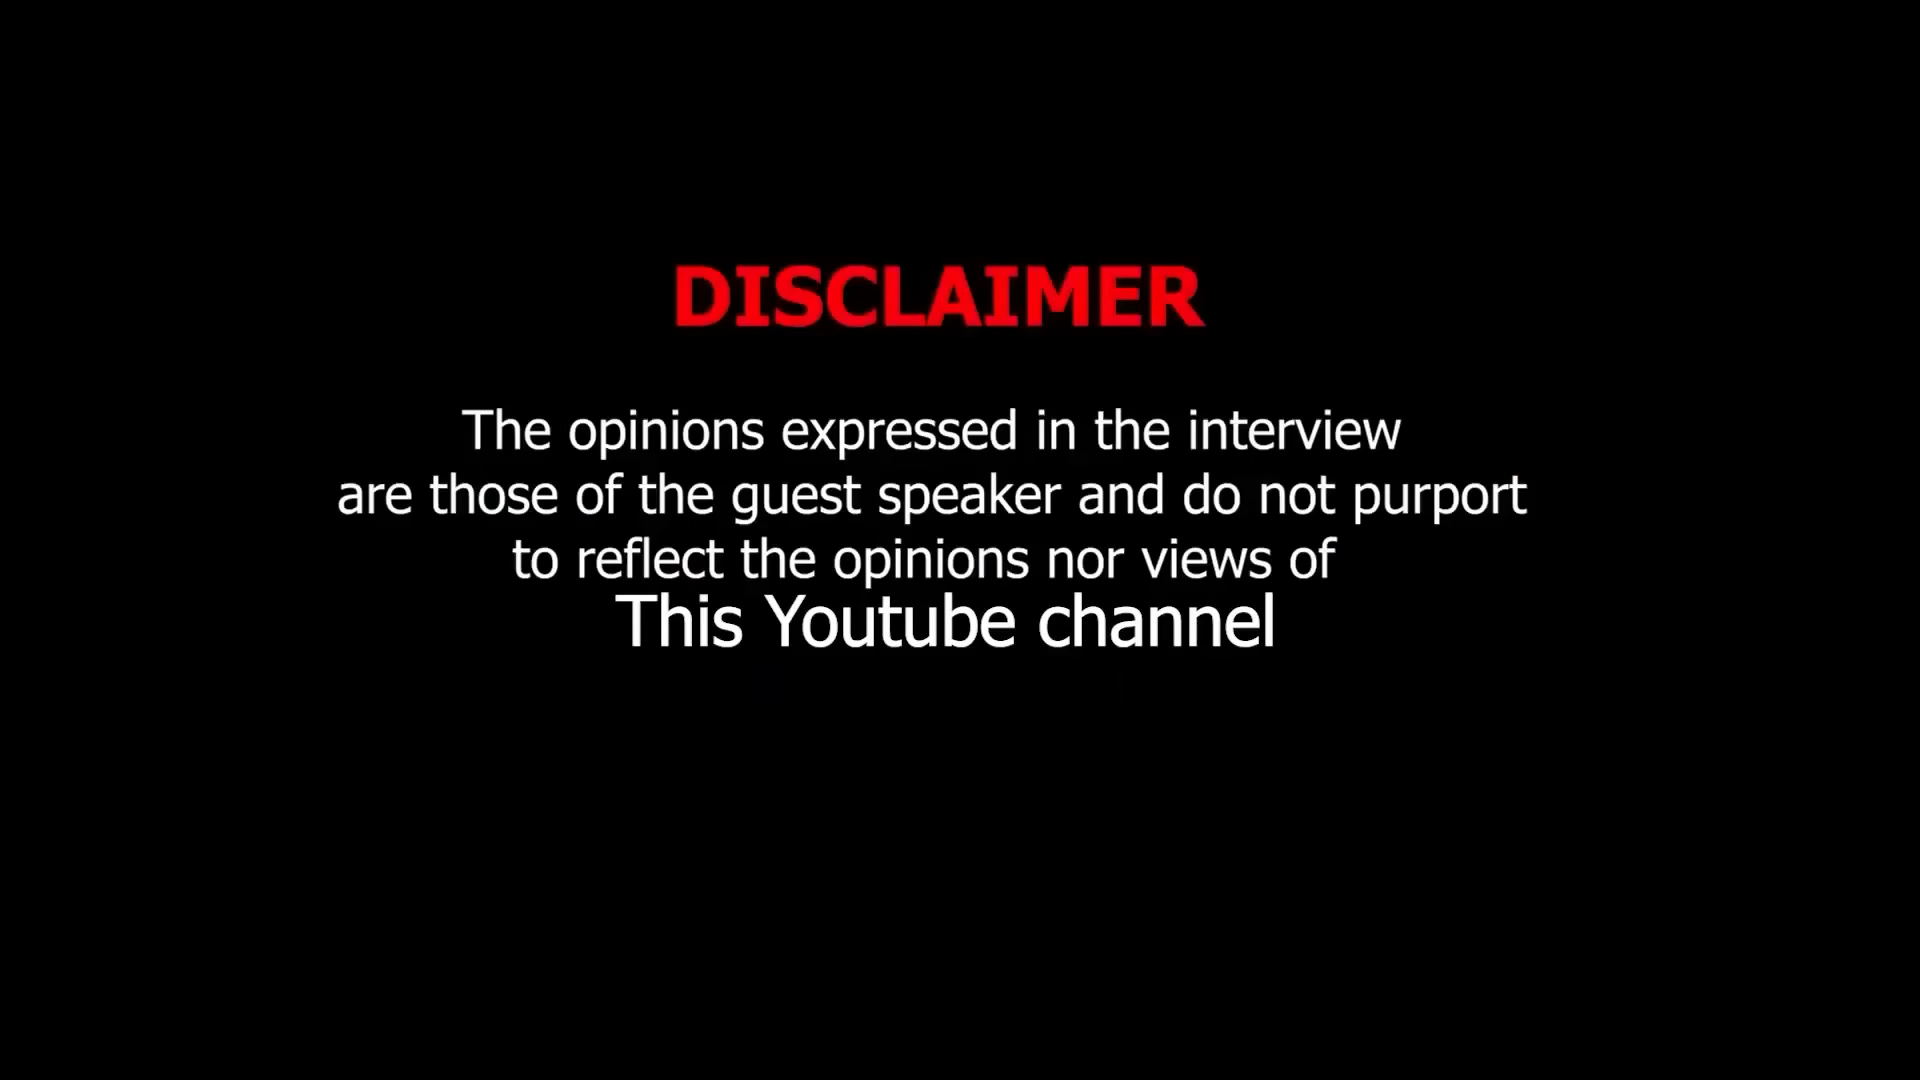 DISCLAIMER
The opinions expressed in the interview
are those of the guest speaker and do not purport
to reflect the opinions nor views of
This Youtube channel